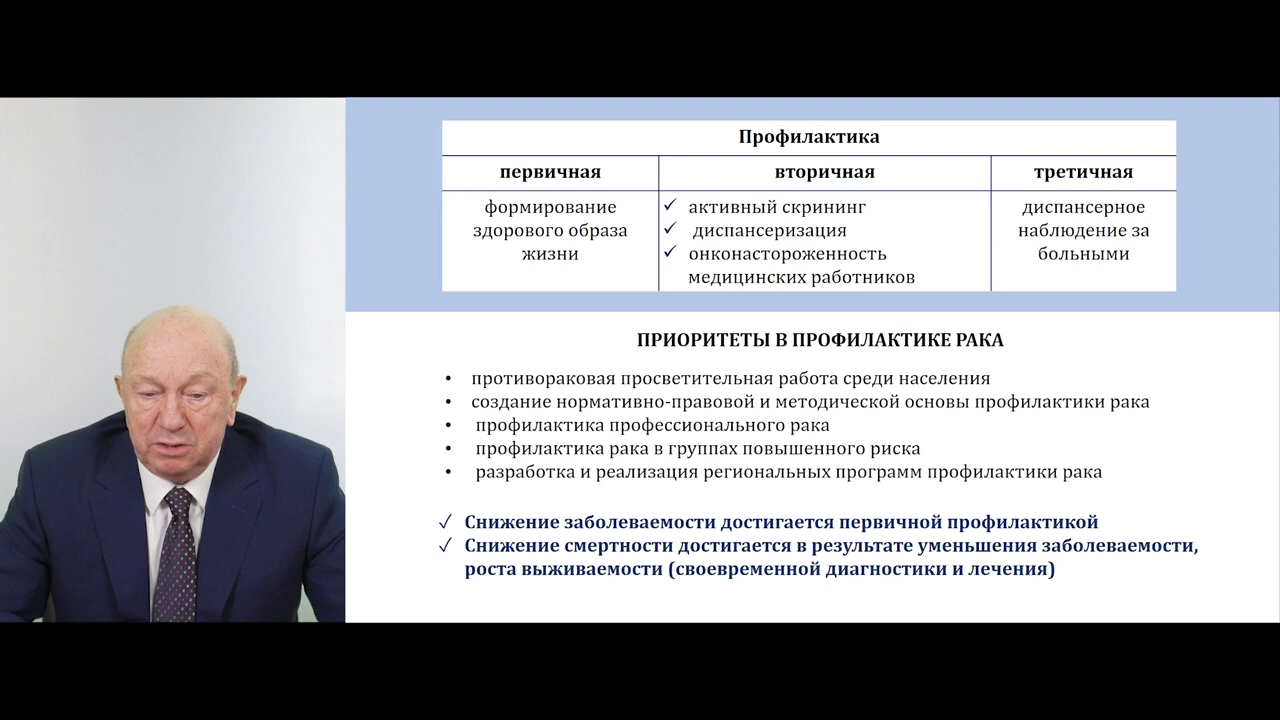 Профилактика
первичная
вторичная
третичная
формирование
здорового образа
жизни
✓ активный скрининг
✓ диспансеризация
✓ онконастороженность
медицинских работников
диспансерное
наблюдение за
больными
ПРИОРИТЕТЫ В ПРОФИЛАКТИКЕ РАКА
• противораковая просветительная работа среди населения
• создание нормативно-правовой и методической основы профилактики рака
• профилактика профессионального рака
• профилактика рака в группах повышенного риска
• разработка и реализация региональных программ профилактики рака
✓ Снижение заболеваемости достигается первичной профилактикой
✓ Снижение смертности достигается в результате уменьшения заболеваемости,
роста выживаемости (своевременной диагностики и лечения)